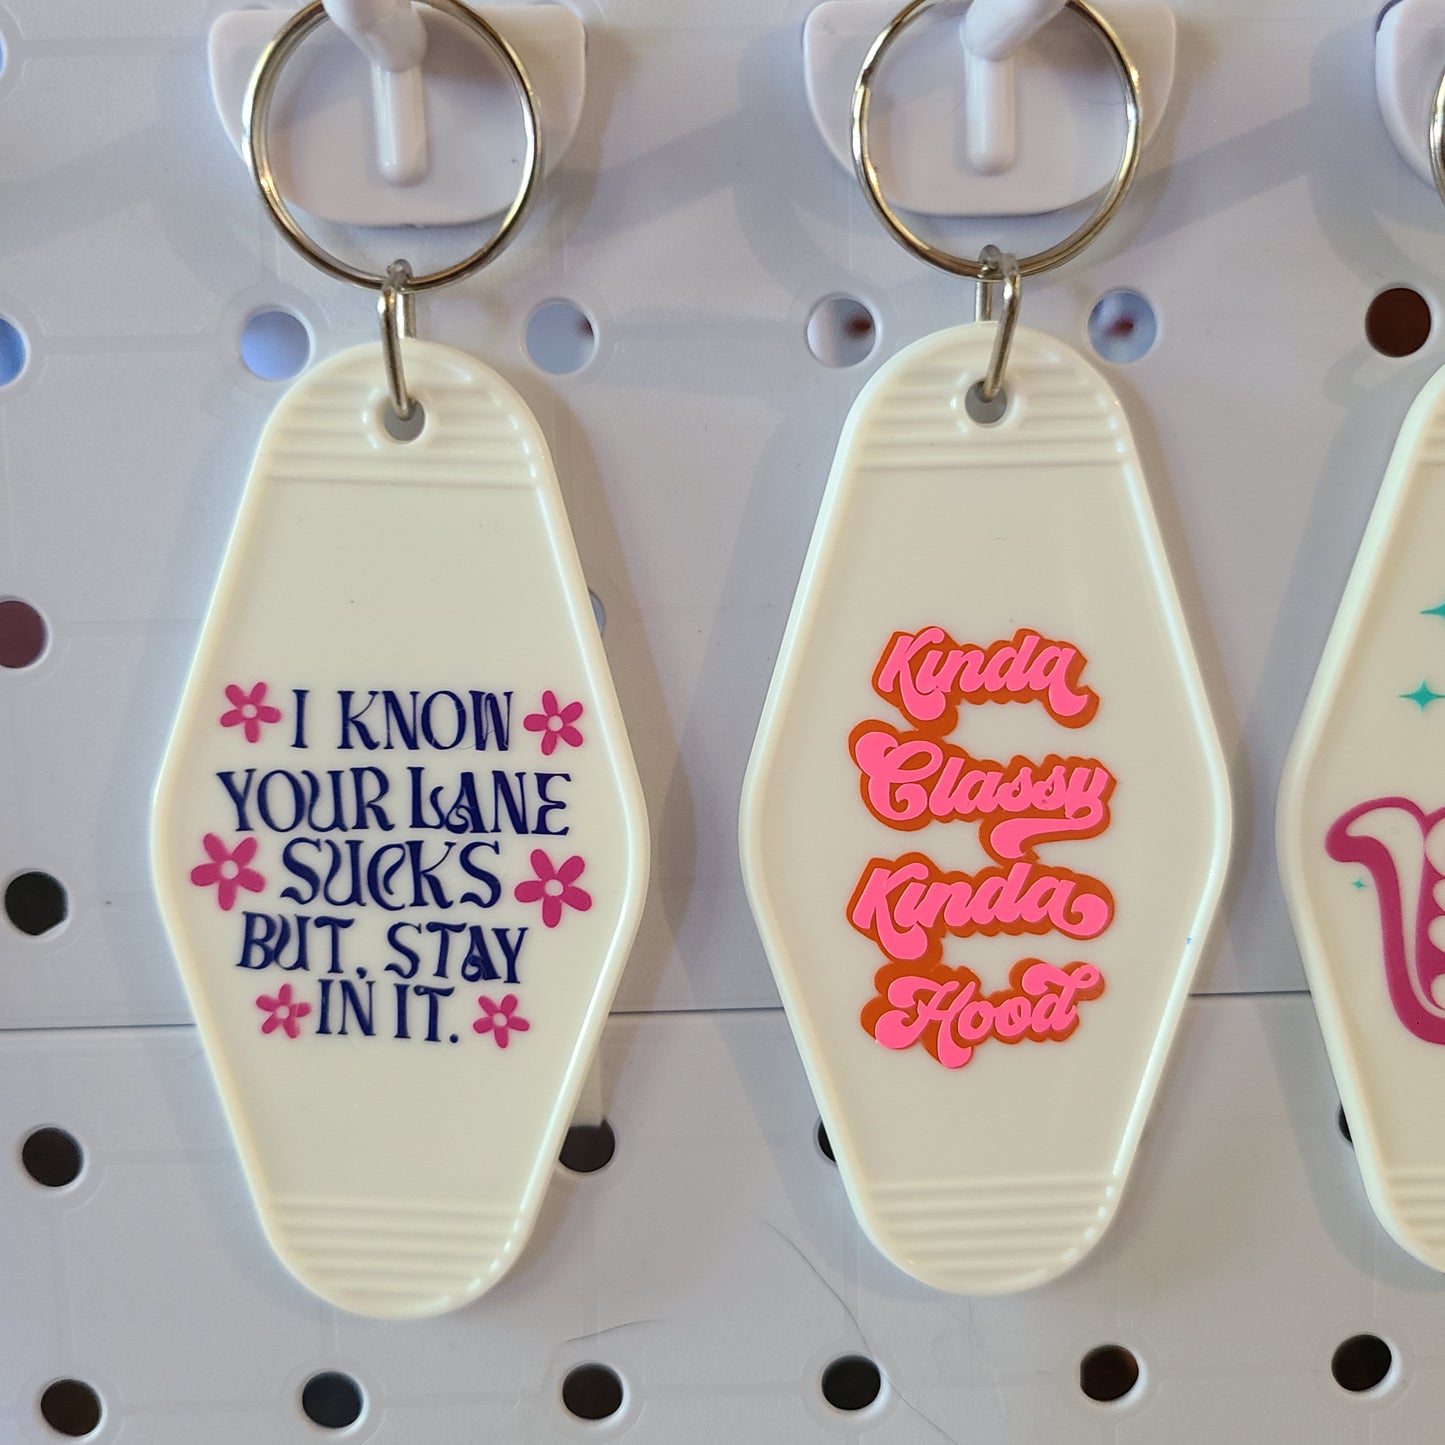 I KNOW
YOUR LANE
SUCKS
BUT, STAY
IN IT.
Kinda
Classy
Kinda
Hood